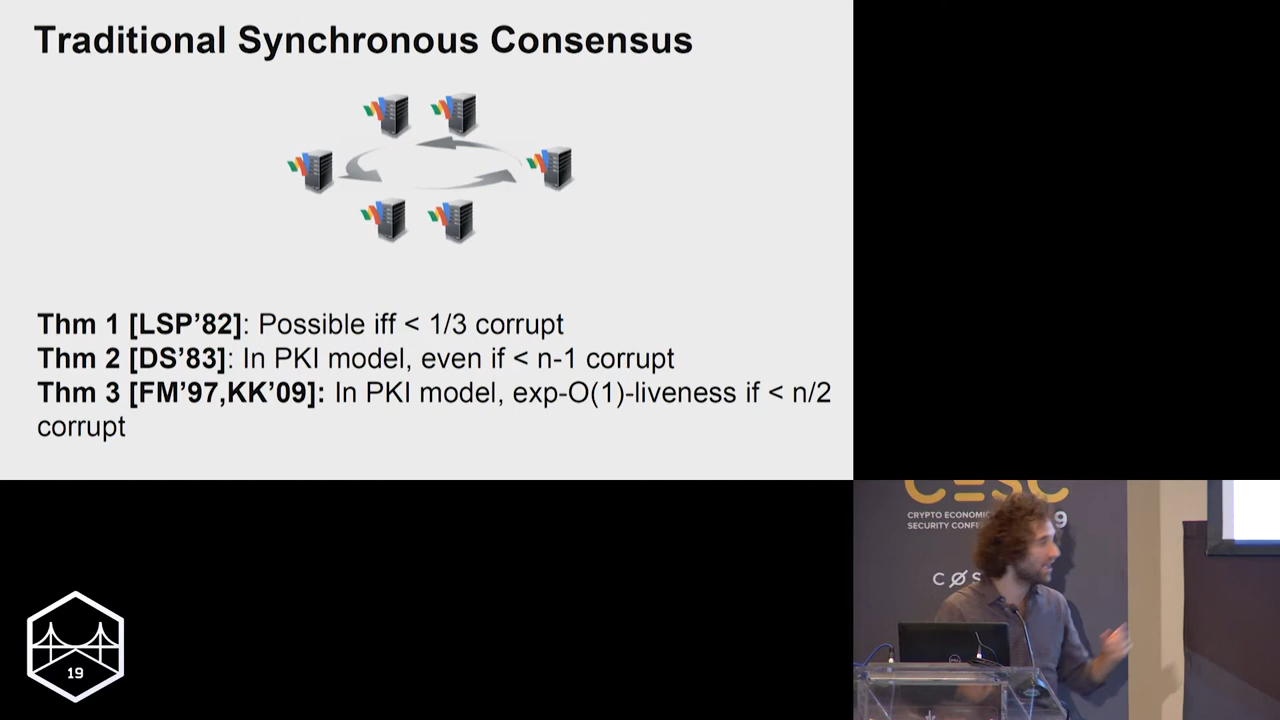 Traditional Synchronous Consensus
Thm 1 [LSP’82]: Possible iff < 1/3 corrupt
Thm 2 [DS’83]: In PKI model, even if < n-1 corrupt
Thm 3 [FM’97,KK’09]: In PKI model, exp-O(1)-liveness if < n/2
corrupt
CESC
CRYPTO ECONOMIC
SECURITY CONF 9
19